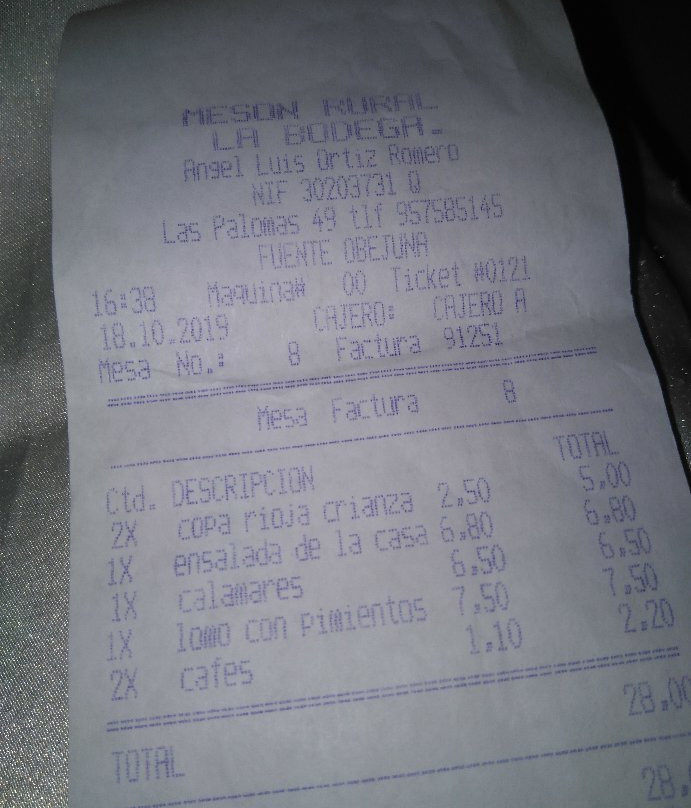 MESON RURAL
LA BODEGA.
Angel Luis Ortiz Romero
NIF 30203731 Q
Las Palomas 49 tlf 957585145
FUENTE OBEJUNA
16:38 Maquina# 00 Ticket #0121
18.10.2019 CAJERO: CAJERO A
Mesa No.: 8 Factura 91251
Mesa Factura 8
Ctd. DESCRIPCION TOTAL
2X copa rioja crianza 2.50 5.00
1X ensalada de la casa 6.80 6.80
1X calamares 6.50 6.50
1X lomo con pimientos 7.50 7.50
2X cafes 1.10 2.20
28.00
TOTAL